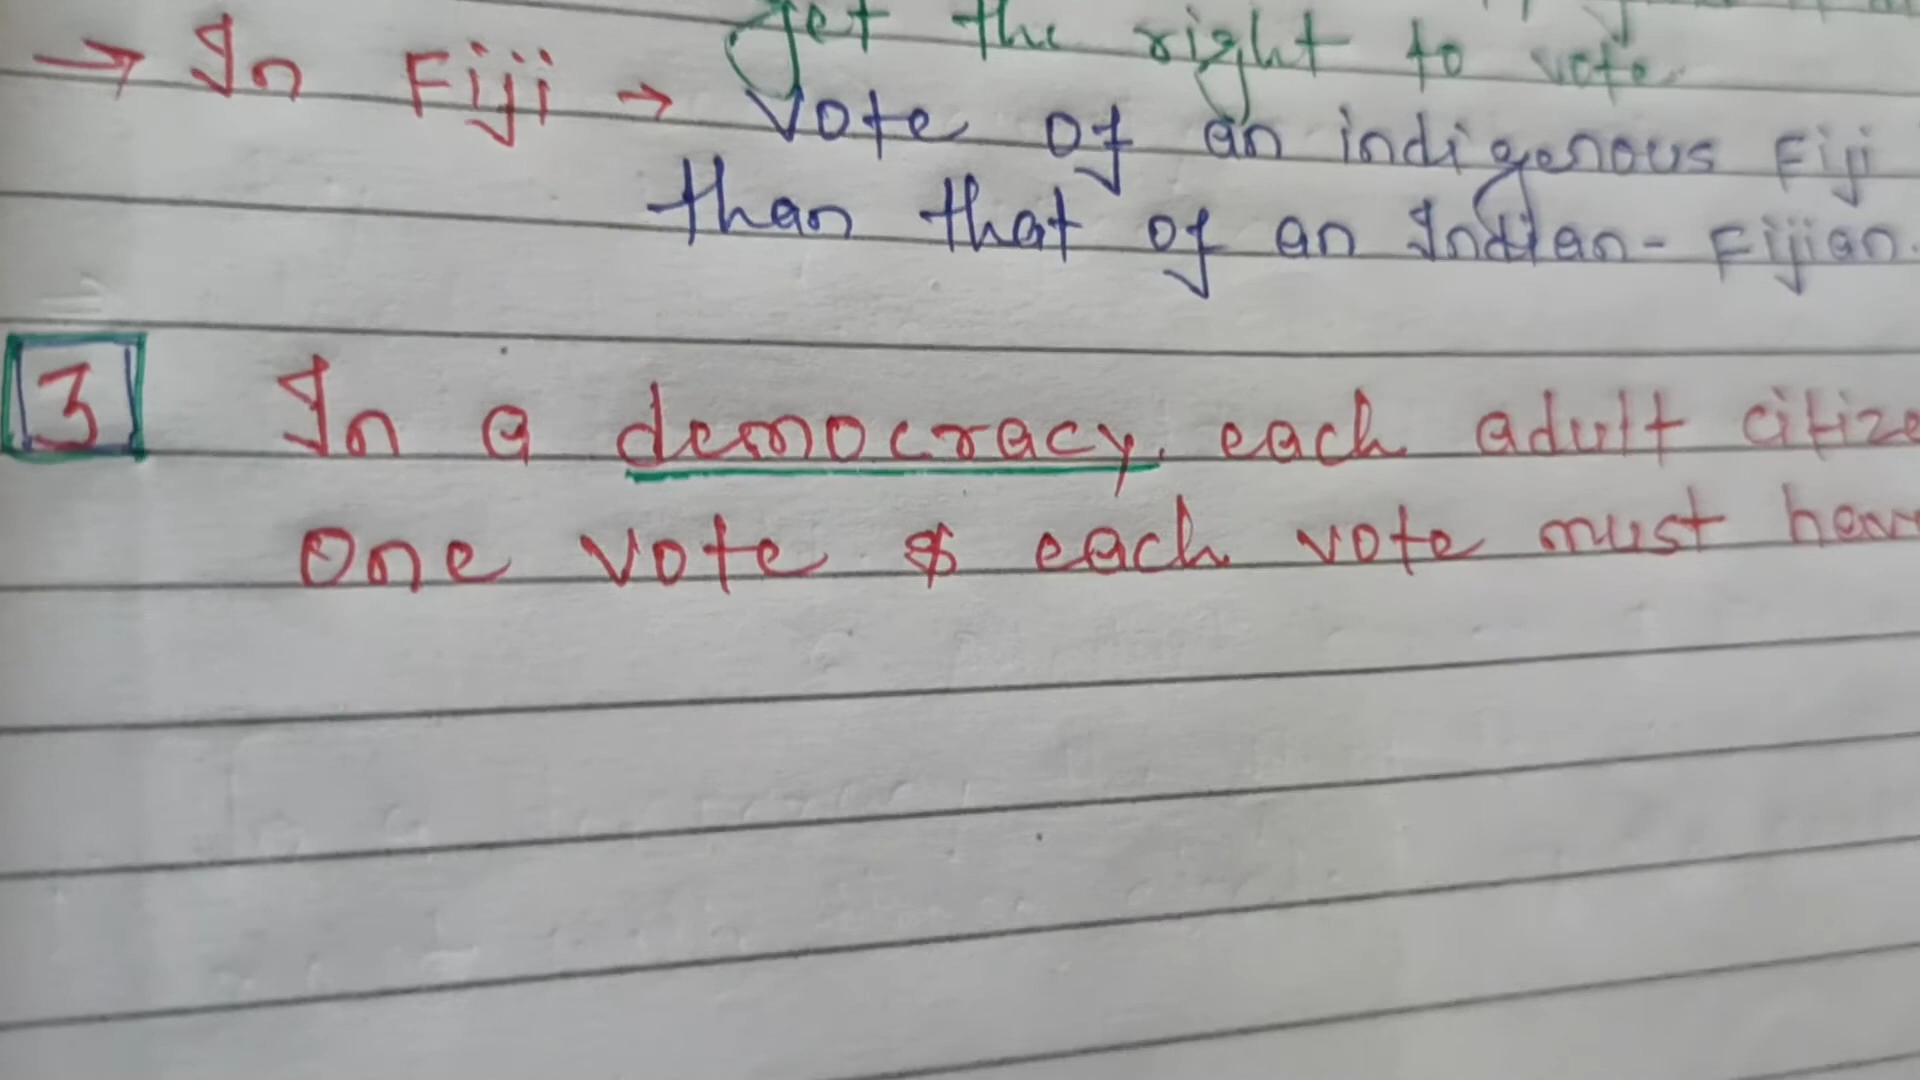 get the right to vote.
→ In Fiji → Vote of an indigenous Fiji
than that of an Indian-Fijian.
3 In a democracy, each adult citize
One vote & each vote must hav